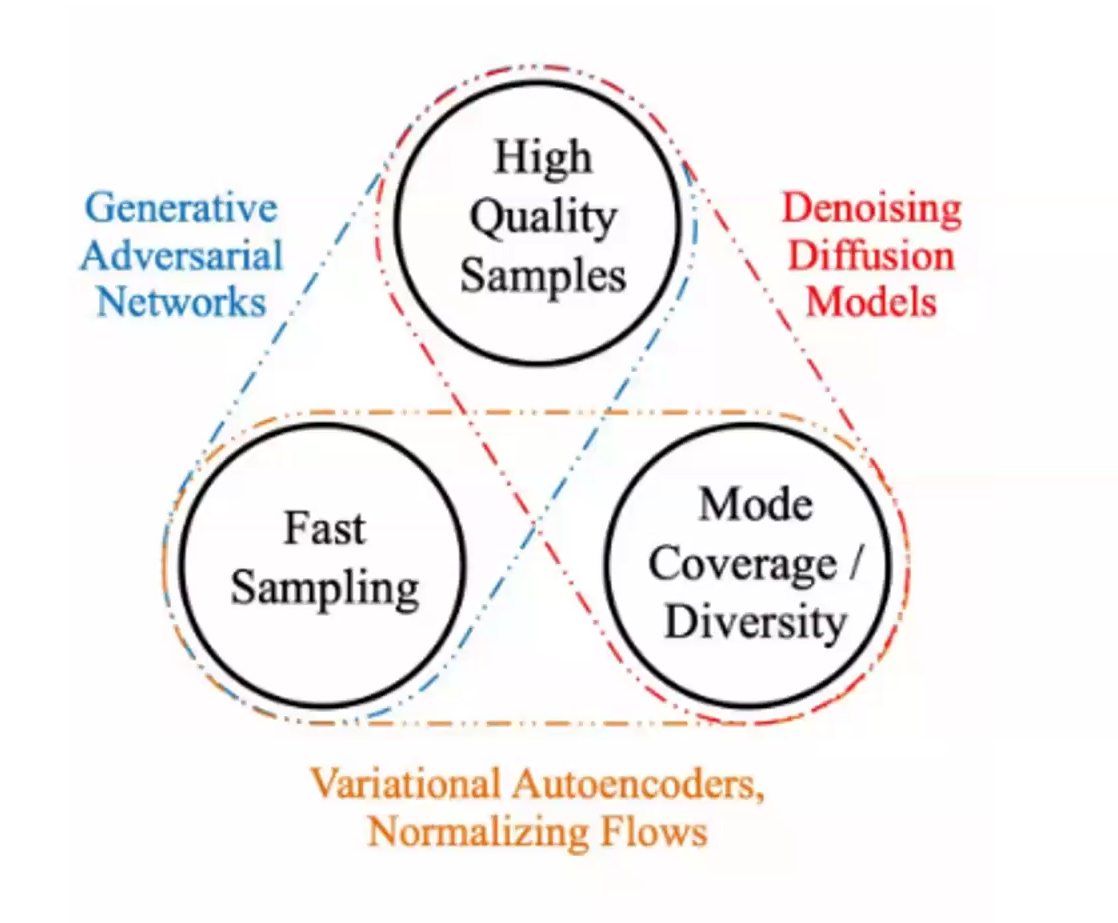 High
Quality
Samples
Generative
Adversarial
Networks
Denoising
Diffusion
Models
Fast
Sampling
Mode
Coverage /
Diversity
Variational Autoencoders,
Normalizing Flows